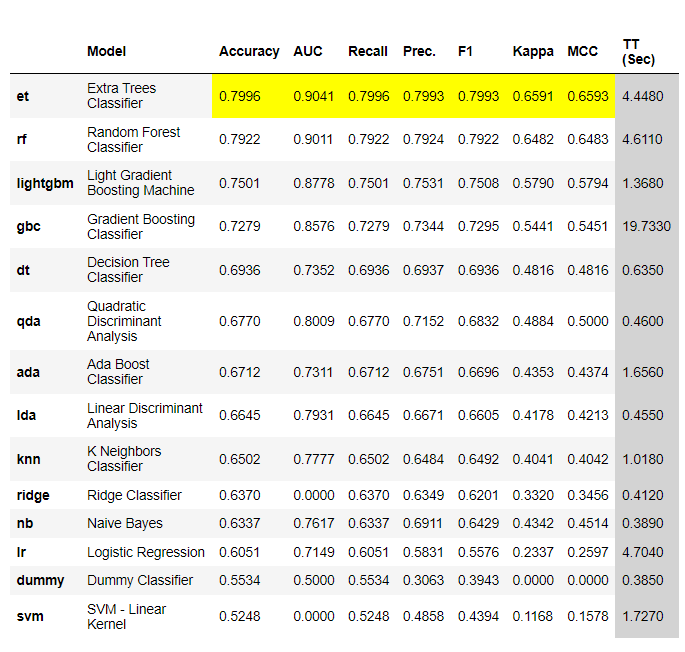 Model Accuracy AUC Recall Prec. F1 Kappa MCC TT (Sec)
et Extra Trees Classifier 0.7996 0.9041 0.7996 0.7993 0.7993 0.6591 0.6593 4.4480
rf Random Forest Classifier 0.7922 0.9011 0.7922 0.7924 0.7922 0.6482 0.6483 4.6110
lightgbm Light Gradient Boosting Machine 0.7501 0.8778 0.7501 0.7531 0.7508 0.5790 0.5794 1.3680
gbc Gradient Boosting Classifier 0.7279 0.8576 0.7279 0.7344 0.7295 0.5441 0.5451 19.7330
dt Decision Tree Classifier 0.6936 0.7352 0.6936 0.6937 0.6936 0.4816 0.4816 0.6350
qda Quadratic Discriminant Analysis 0.6770 0.8009 0.6770 0.7152 0.6832 0.4884 0.5000 0.4600
ada Ada Boost Classifier 0.6712 0.7311 0.6712 0.6751 0.6696 0.4353 0.4374 1.6560
lda Linear Discriminant Analysis 0.6645 0.7931 0.6645 0.6671 0.6605 0.4178 0.4213 0.4550
knn K Neighbors Classifier 0.6502 0.7777 0.6502 0.6484 0.6492 0.4041 0.4042 1.0180
ridge Ridge Classifier 0.6370 0.0000 0.6370 0.6349 0.6201 0.3320 0.3456 0.4120
nb Naive Bayes 0.6337 0.7617 0.6337 0.6911 0.6429 0.4342 0.4514 0.3890
lr Logistic Regression 0.6051 0.7149 0.6051 0.5831 0.5576 0.2337 0.2597 4.7040
dummy Dummy Classifier 0.5534 0.5000 0.5534 0.3063 0.3943 0.0000 0.0000 0.3850
svm SVM - Linear Kernel 0.5248 0.0000 0.5248 0.4858 0.4394 0.1168 0.1578 1.7270